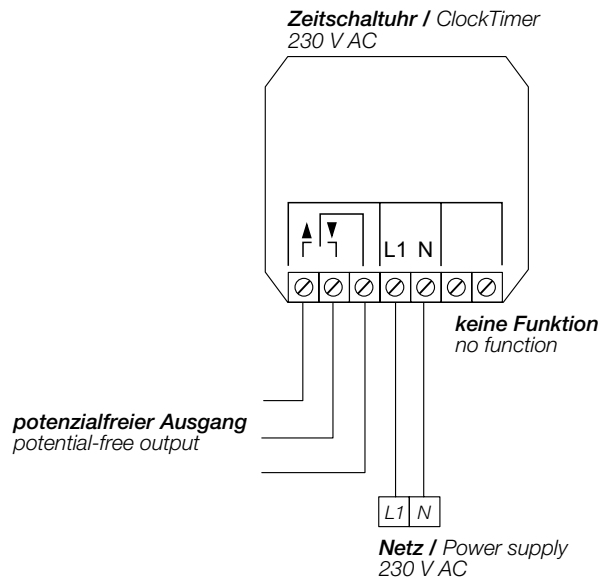 Zeitschaltuhr / ClockTimer
230 V AC
L1 N
keine Funktion
no function
potenzialfreier Ausgang
potential-free output
L1 N
Netz / Power supply
230 V AC